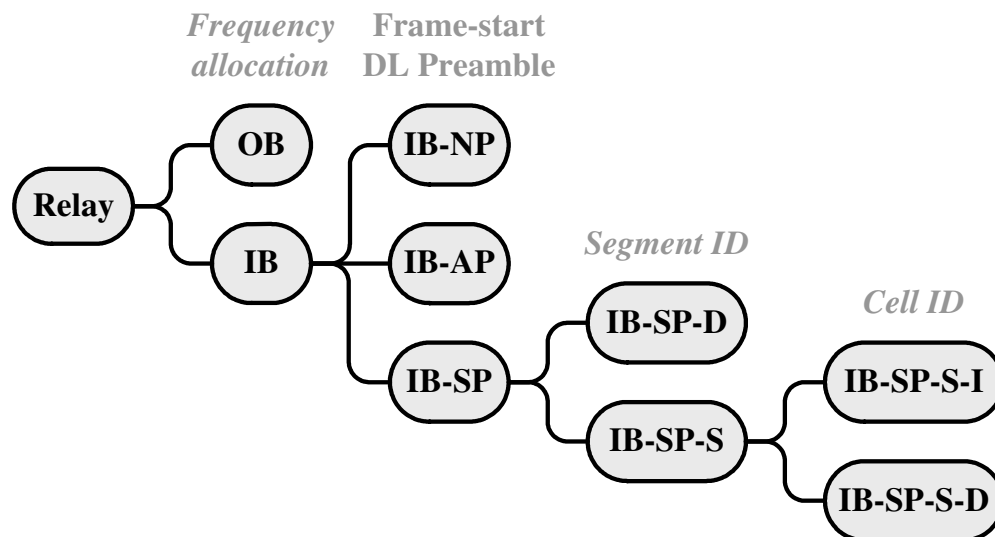 Frequency
allocation
Frame-start
DL Preamble
OB
IB-NP
Relay
IB
IB-AP
Segment ID
IB-SP-D
Cell ID
IB-SP
IB-SP-S-I
IB-SP-S
IB-SP-S-D